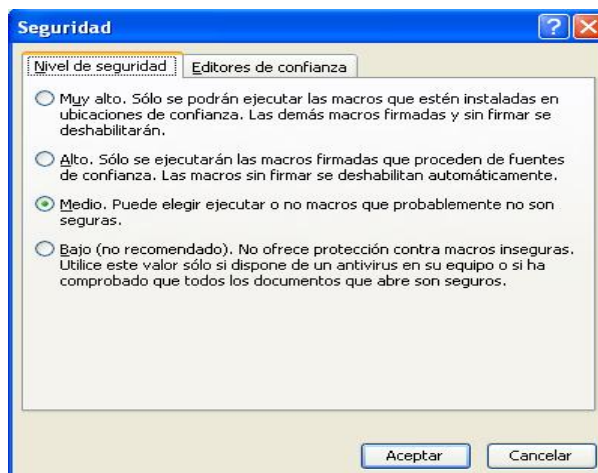 Seguridad
Nivel de seguridad
Editores de confianza
Muy alto. Sólo se podrán ejecutar las macros que estén instaladas en
ubicaciones de confianza. Las demás macros firmadas y sin firmar se
deshabilitarán.
Alto. Sólo se ejecutarán las macros firmadas que proceden de fuentes
de confianza. Las macros sin firmar se deshabilitan automáticamente.
Medio. Puede elegir ejecutar o no macros que probablemente no son
seguras.
Bajo (no recomendado). No ofrece protección contra macros inseguras.
Utilice este valor sólo si dispone de un antivirus en su equipo o si ha
comprobado que todos los documentos que abre son seguros.
Aceptar
Cancelar